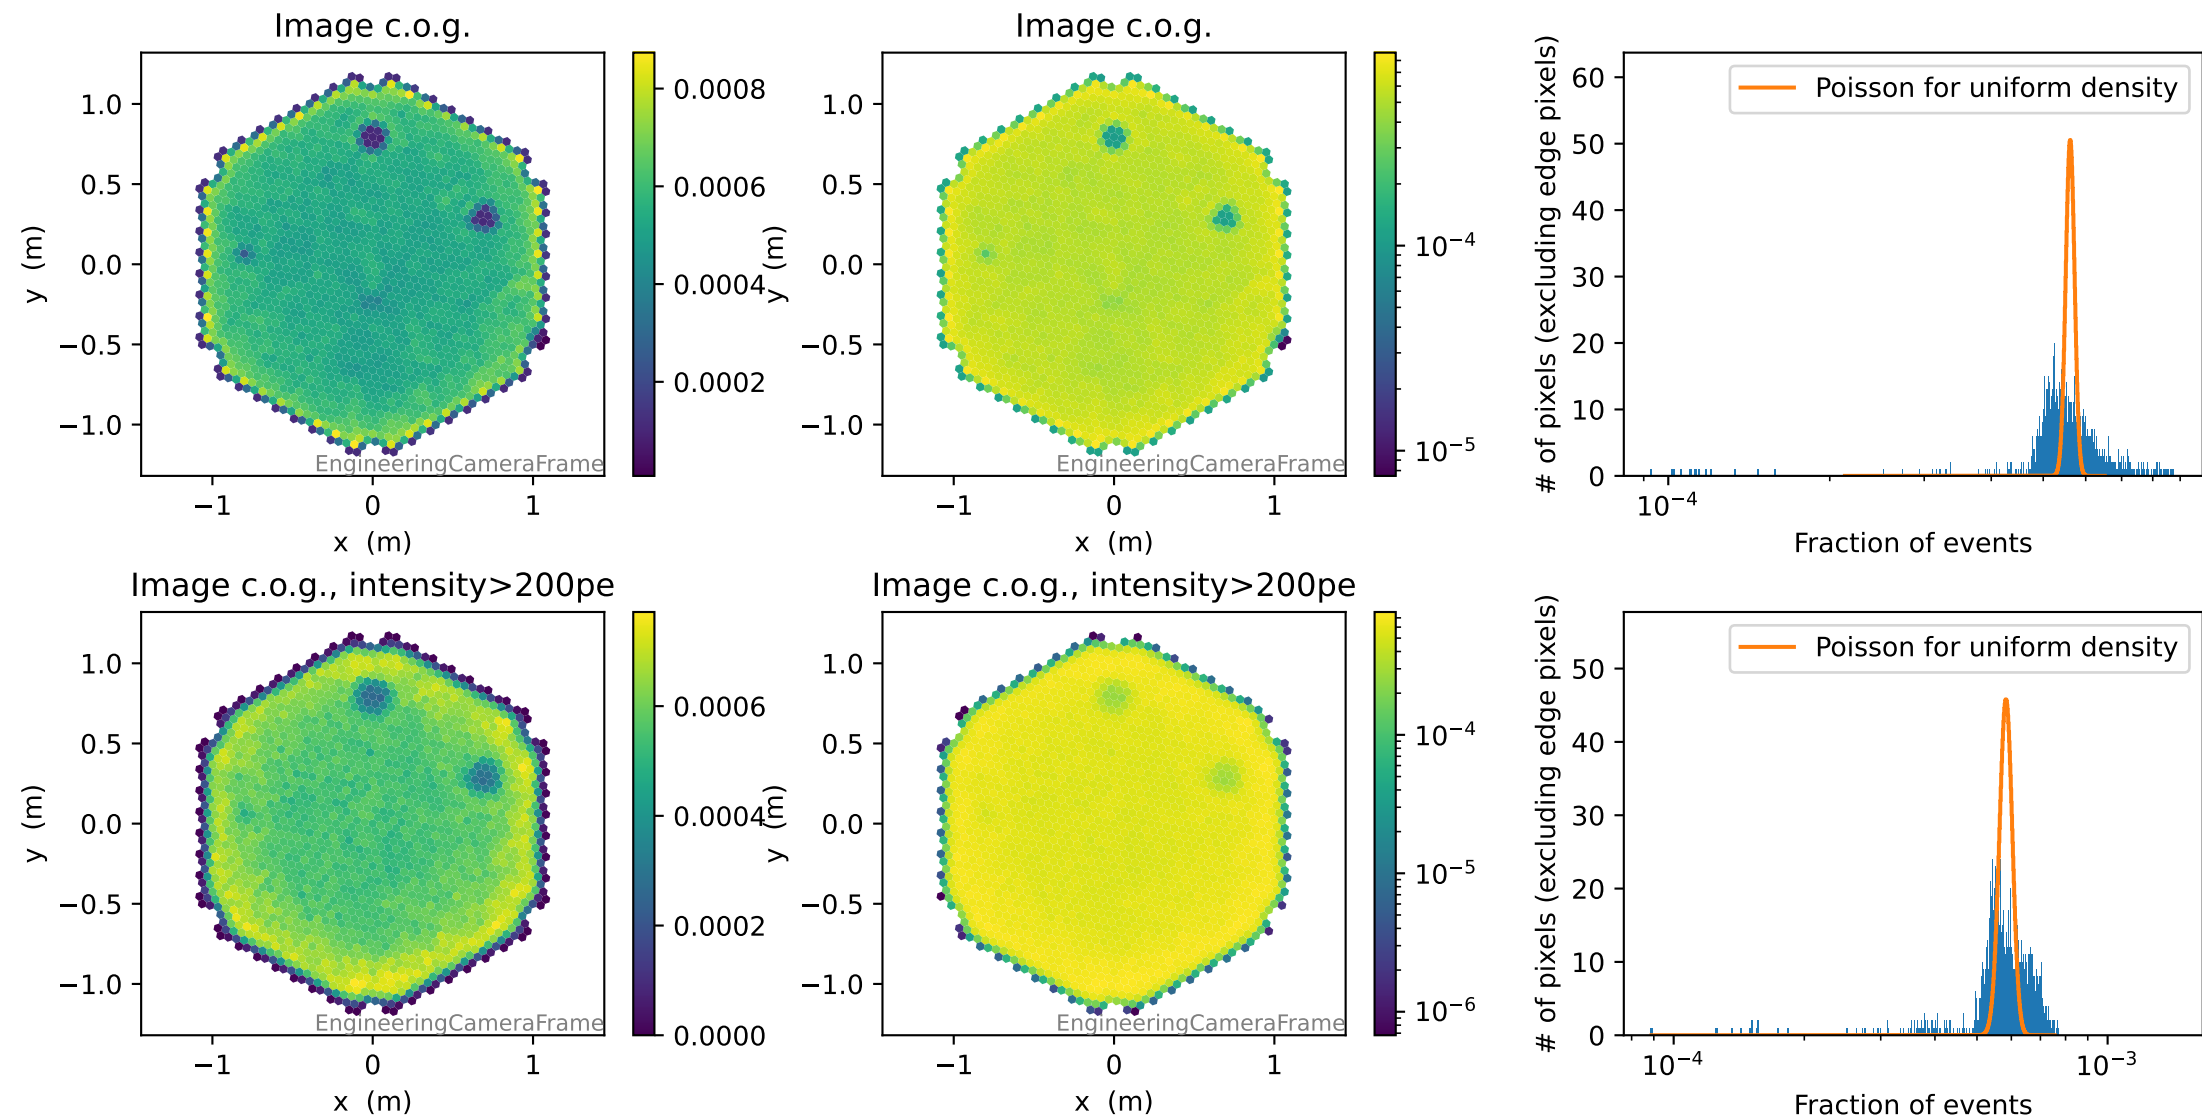 Image c.o.g.
y (m)
1.0
0.5
0.0
−0.5
−1.0
−1
0
1
x (m)
EngineeringCameraFrame
0.0008
0.0006
0.0004
0.0002
Image c.o.g.
y (m)
1.0
0.5
0.0
−0.5
−1.0
−1
0
1
x (m)
EngineeringCameraFrame
10⁻⁴
10⁻⁵
# of pixels (excluding edge pixels)
60
50
40
30
20
10
0
Poisson for uniform density
10⁻⁴
Fraction of events
Image c.o.g., intensity>200pe
y (m)
1.0
0.5
0.0
−0.5
−1.0
−1
0
1
x (m)
EngineeringCameraFrame
0.0006
0.0004
0.0002
0.0000
Image c.o.g., intensity>200pe
y (m)
1.0
0.5
0.0
−0.5
−1.0
−1
0
1
x (m)
EngineeringCameraFrame
10⁻⁴
10⁻⁵
10⁻⁶
# of pixels (excluding edge pixels)
50
40
30
20
10
0
Poisson for uniform density
10⁻⁴
10⁻³
Fraction of events